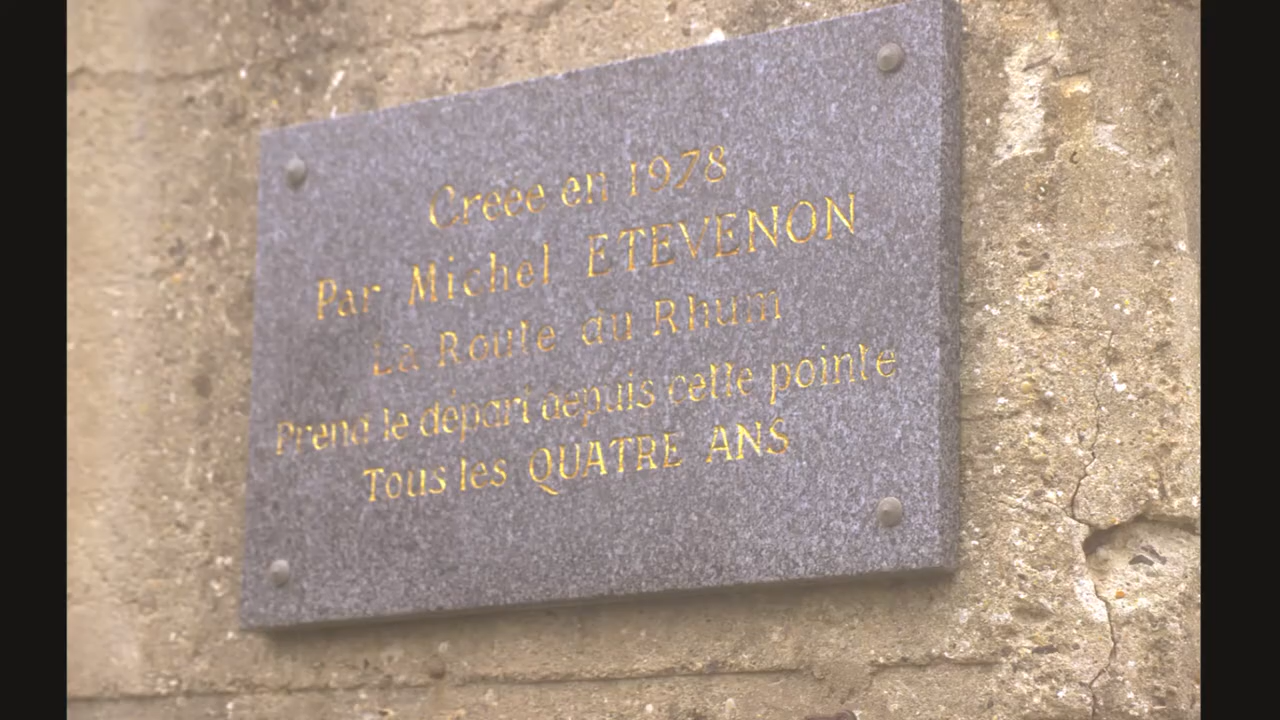 Creee en 1978
Par Michel ETEVENON
La Route du Rhum
Prend le départ depuis cette pointe
Tous les QUATRE ANS